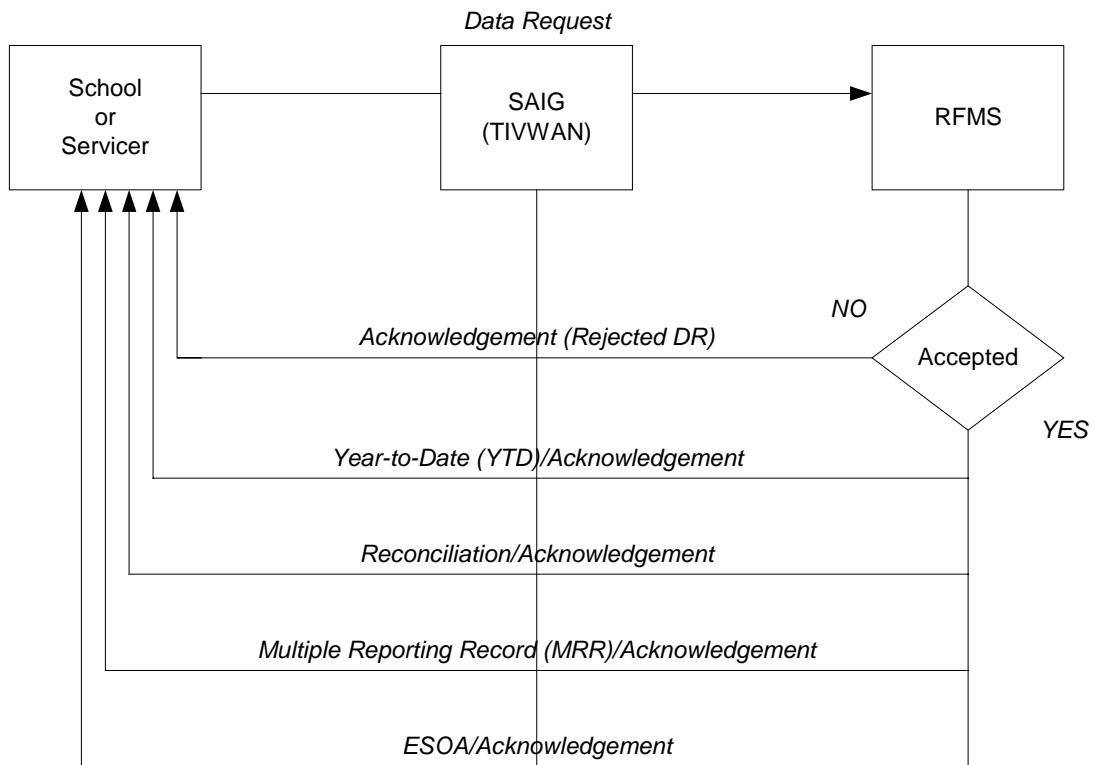 Data Request
School
or
Servicer
SAIG
(TIVWAN)
RFMS
NO
Acknowledgement (Rejected DR)
Accepted
YES
Year-to-Date (YTD)/Acknowledgement
Reconciliation/Acknowledgement
Multiple Reporting Record (MRR)/Acknowledgement
ESOA/Acknowledgement